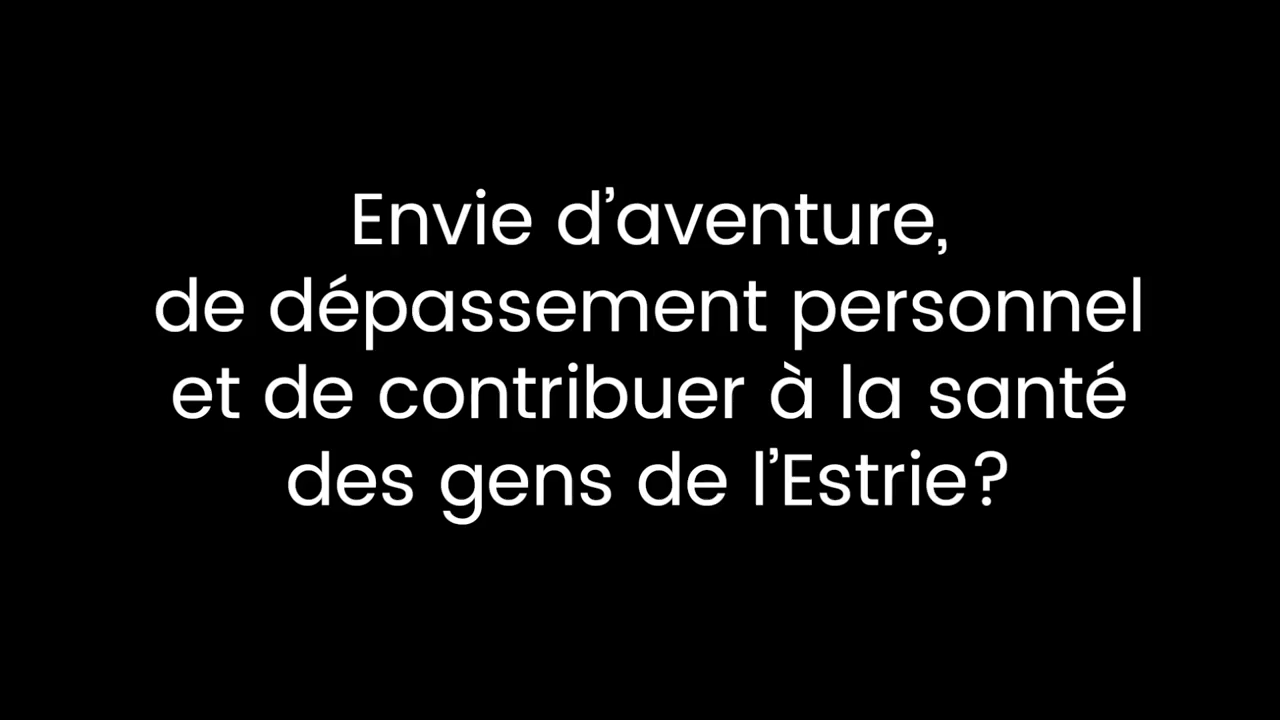 Envie d’aventure,
de dépassement personnel
et de contribuer à la santé
des gens de l’Estrie?